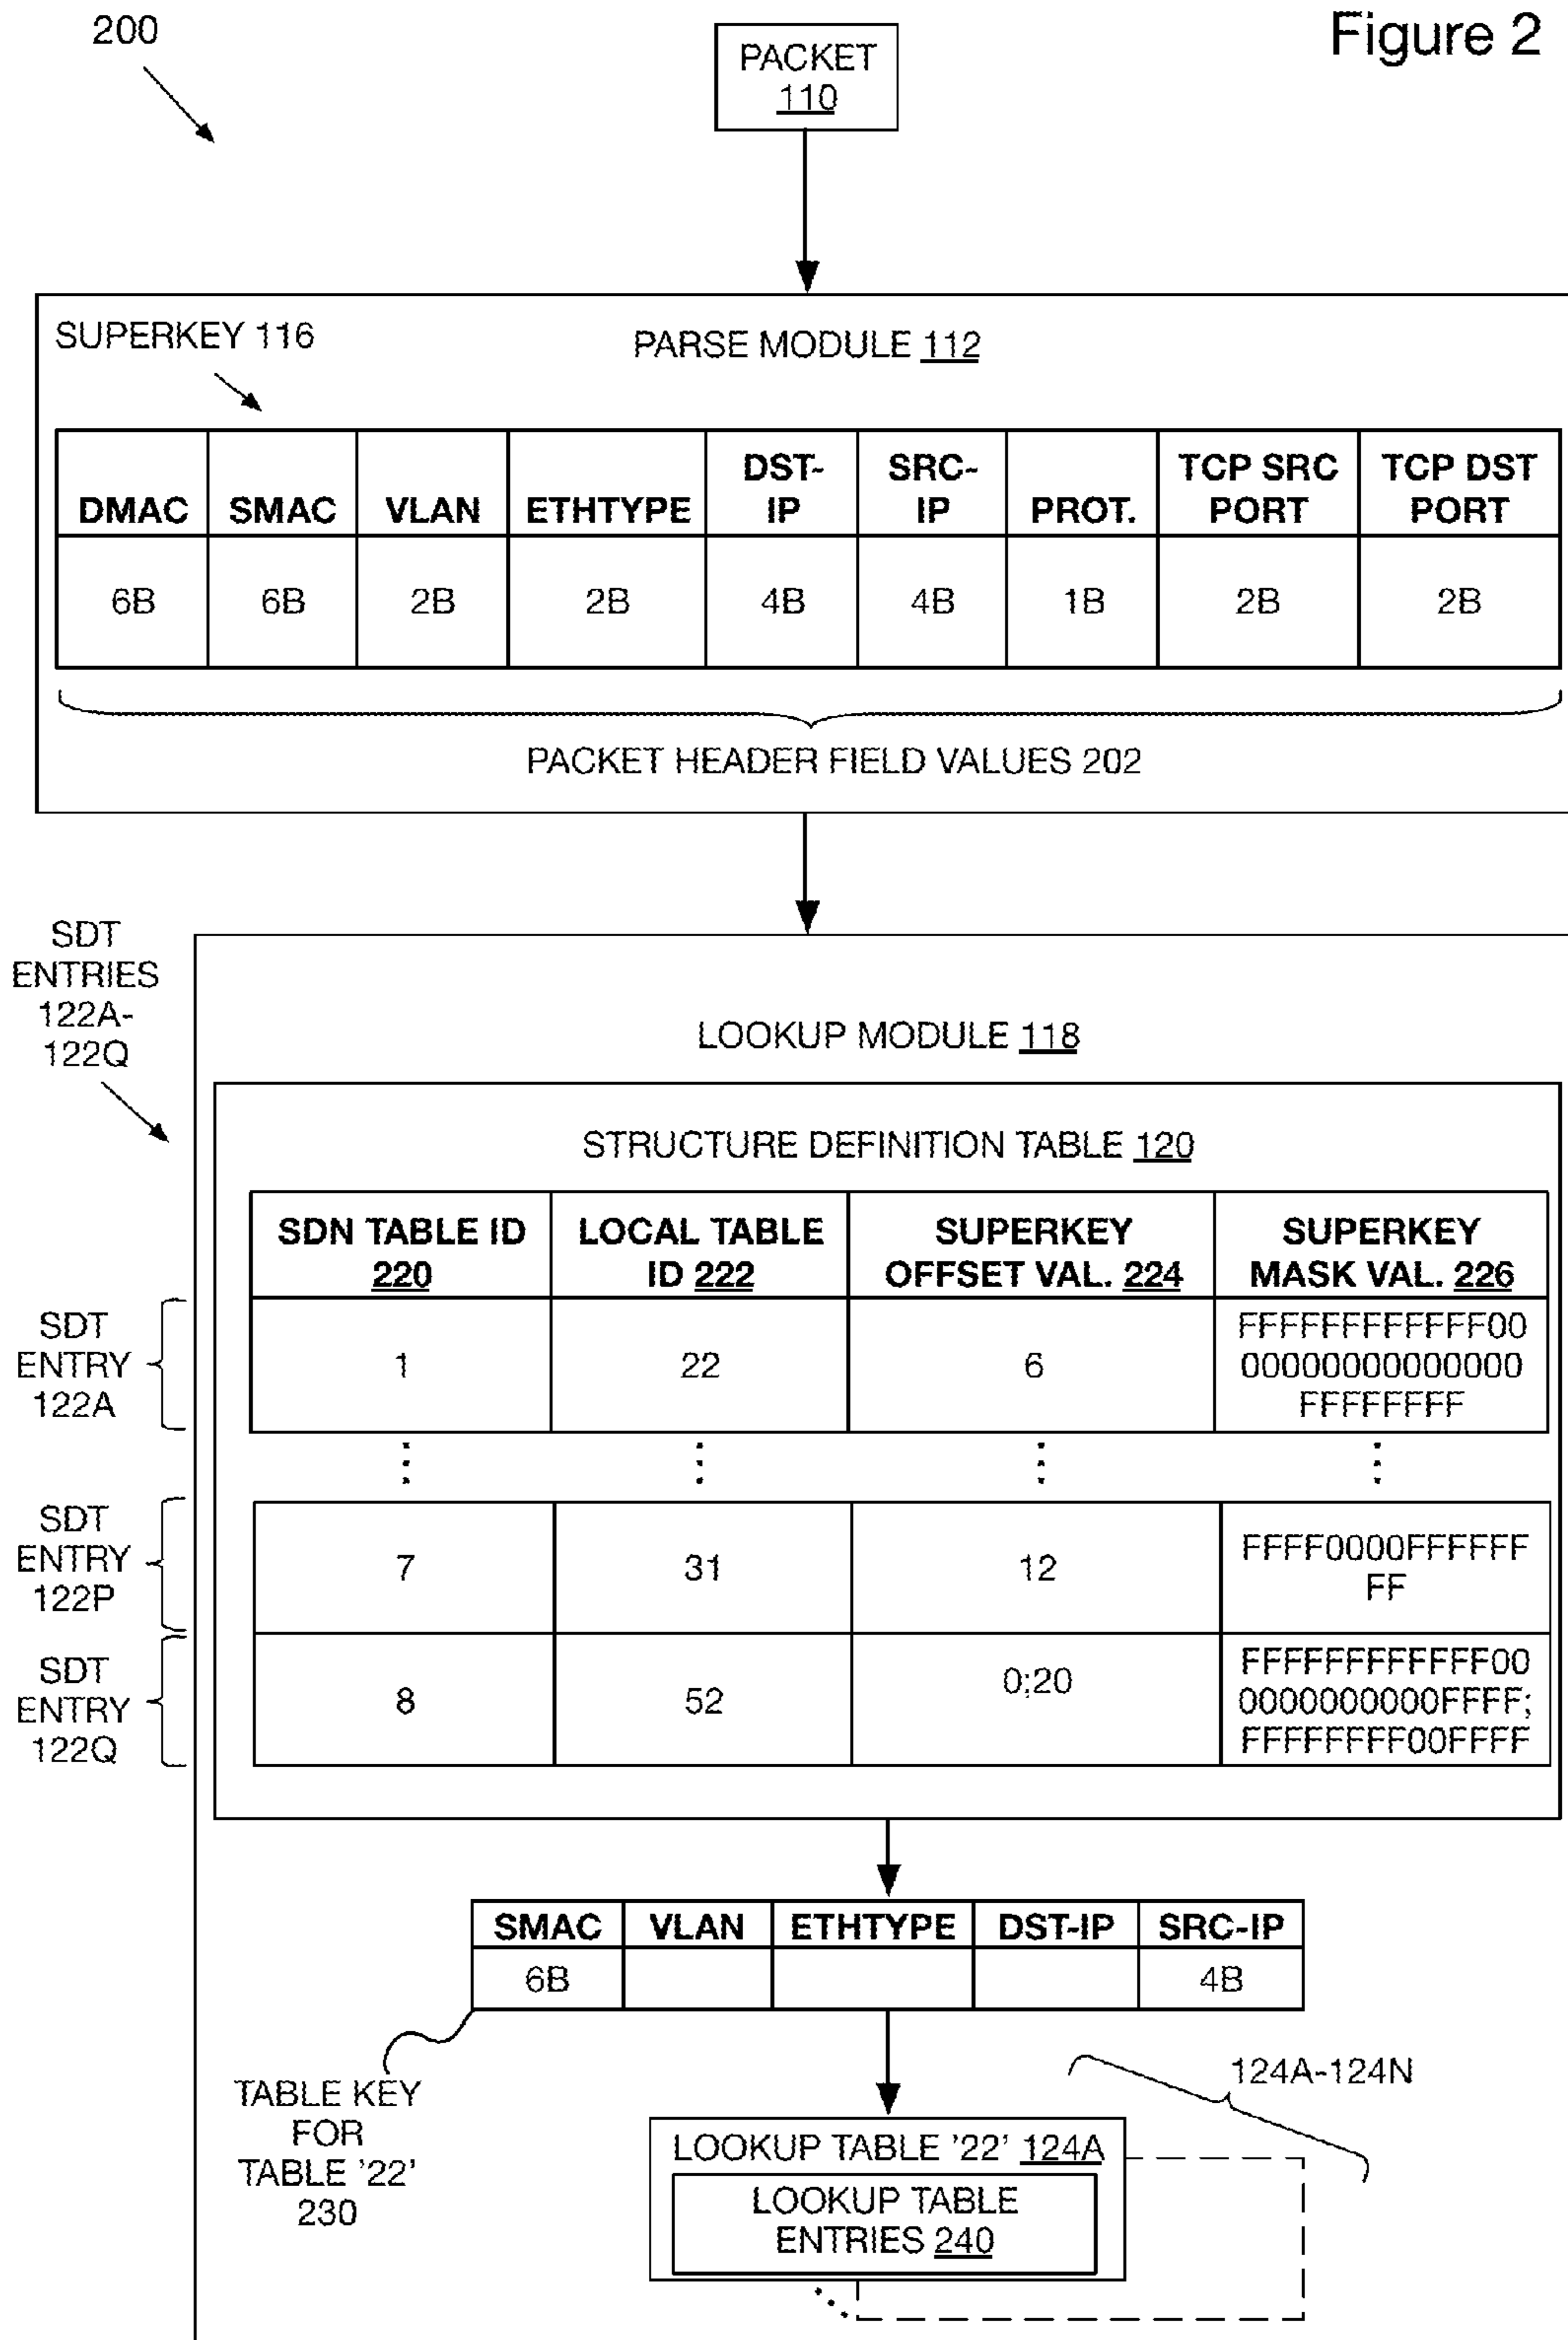 Figure 2
200
PACKET
110
SUPERKEY 116
PARSE MODULE 112
DMAC SMAC VLAN ETHTYPE DST-IP SRC-IP PROT. TCP SRC PORT TCP DST PORT
6B 6B 2B 2B 4B 4B 1B 2B 2B
PACKET HEADER FIELD VALUES 202
SDT
ENTRIES
122A-
122Q
LOOKUP MODULE 118
STRUCTURE DEFINITION TABLE 120
SDN TABLE ID 220 LOCAL TABLE ID 222 SUPERKEY OFFSET VAL. 224 SUPERKEY MASK VAL. 226
SDT
ENTRY
122A
1 22 6
FFFFFFFFFFFF00
00000000000000
FFFFFFFF
SDT
ENTRY
122P
7 31 12
FFFF0000FFFFFF
FF
SDT
ENTRY
122Q
8 52 0;20
FFFFFFFFFFFF00
0000000000FFFF;
FFFFFFFF00FFFF
SMAC VLAN ETHTYPE DST-IP SRC-IP
6B 4B
TABLE KEY
FOR
TABLE '22'
230
124A-124N
LOOKUP TABLE '22' 124A
LOOKUP TABLE
ENTRIES 240